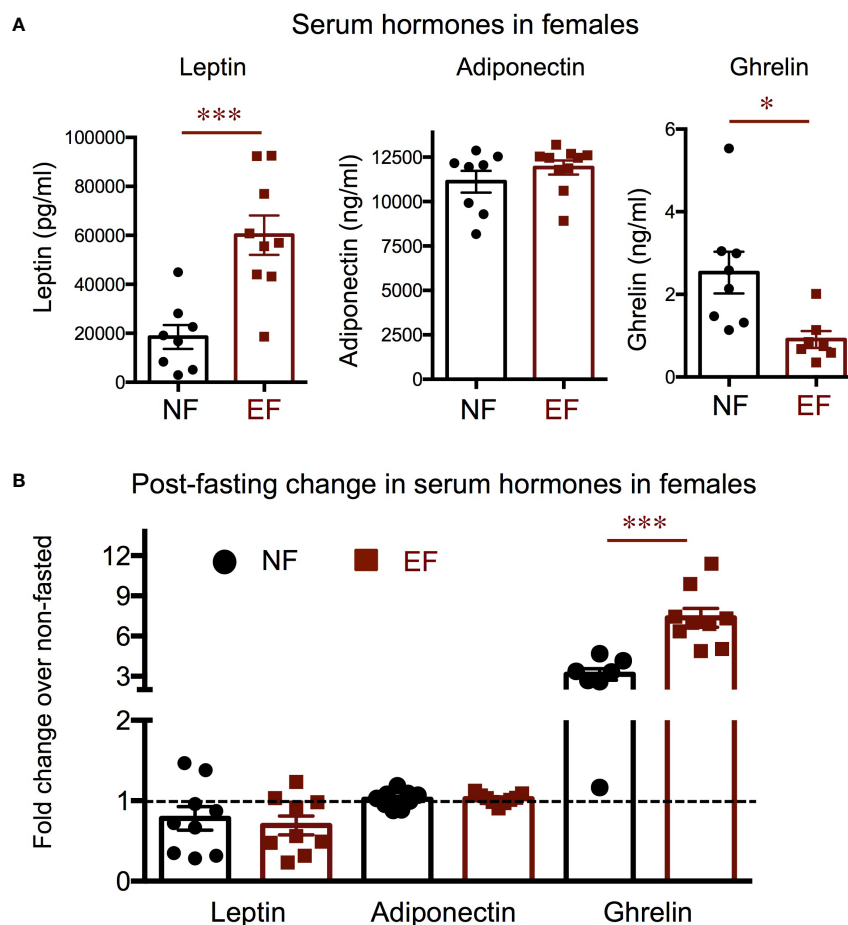 A
Serum hormones in females
Leptin
Adiponectin
Ghrelin
***
*
Leptin (pg/ml)
100000
80000
60000
40000
20000
0
NF
EF
Adiponectin (ng/ml)
12500
10000
7500
5000
2500
0
NF
EF
Ghrelin (ng/ml)
6
4
2
0
NF
EF
B
Post-fasting change in serum hormones in females
***
NF
EF
Fold change over non-fasted
12
9
6
3
2
1
0
Leptin
Adiponectin
Ghrelin